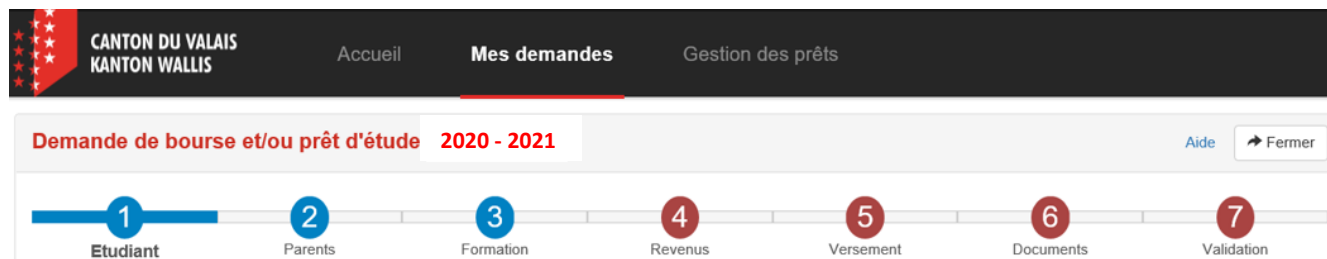 CANTON DU VALAIS
KANTON WALLIS
Accueil Mes demandes Gestion des prêts
Demande de bourse et/ou prêt d'étude 2020 - 2021 Aide Fermer
1 2 3 4 5 6 7
Etudiant Parents Formation Revenus Versement Documents Validation